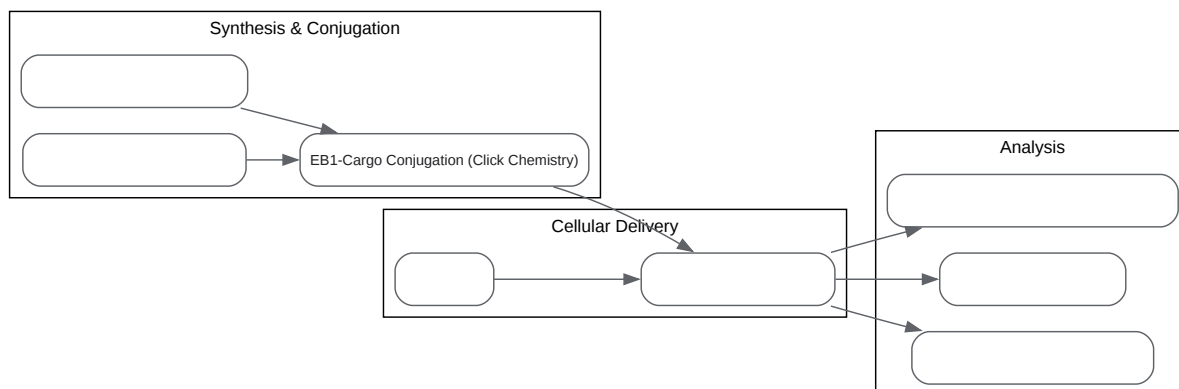 Synthesis & Conjugation
EB1-Cargo Conjugation (Click Chemistry)
Cellular Delivery
Analysis